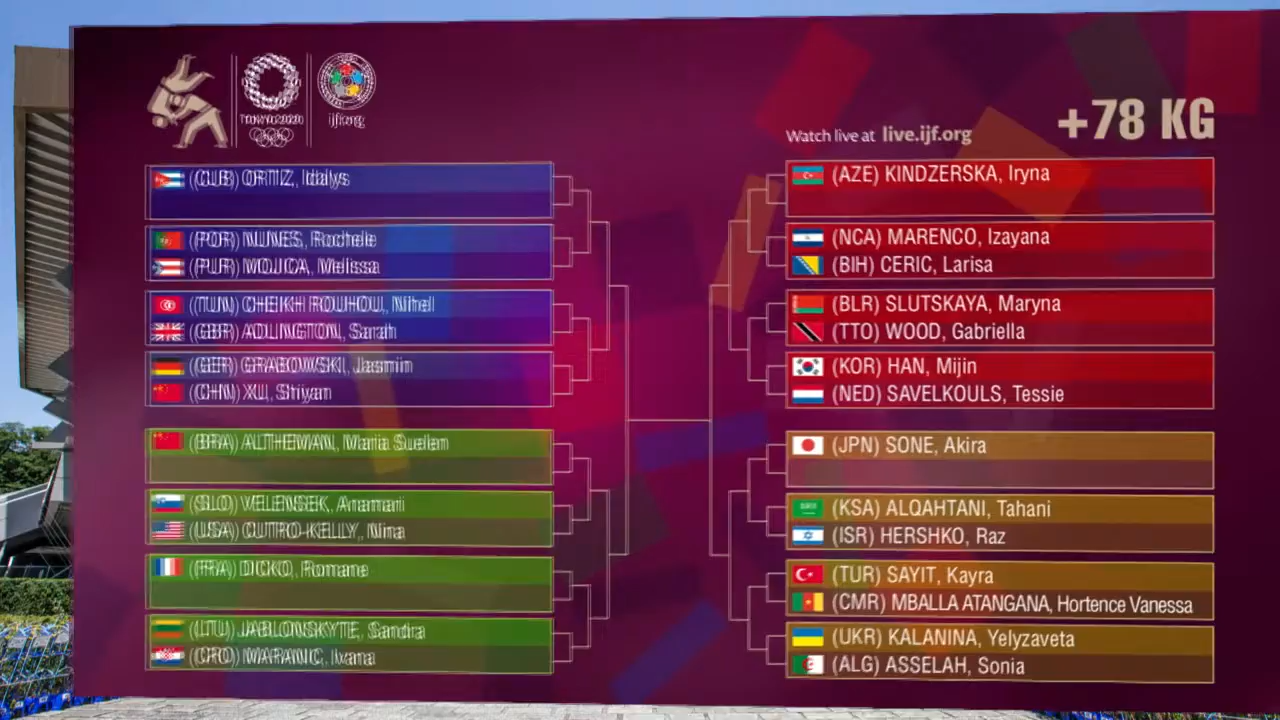 TOKYO 2020
ijf.org
+78 KG
Watch live at live.ijf.org
(CUB) ORTIZ, Idalys
(POR) NUNES, Rochele
(PUR) MOJICA, Melissa
(TUN) CHEIKH ROUHOU, Nihel
(GBR) ADLINGTON, Sarah
(GER) GRABOWSKI, Jasmin
(CHN) XU, Shiyan
(BRA) ALTHEMAN, Maria Suelen
(SLO) VELENSEK, Anamari
(USA) CUTRO-KELLY, Nina
(FRA) DICKO, Romane
(LTU) JABLONSKYTE, Sandra
(CRO) MARANIC, Ivana
(AZE) KINDZERSKA, Iryna
(NCA) MARENCO, Izayana
(BIH) CERIC, Larisa
(BLR) SLUTSKAYA, Maryna
(TTO) WOOD, Gabriella
(KOR) HAN, Mijin
(NED) SAVELKOULS, Tessie
(JPN) SONE, Akira
(KSA) ALQAHTANI, Tahani
(ISR) HERSHKO, Raz
(TUR) SAYIT, Kayra
(CMR) MBALLA ATANGANA, Hortence Vanessa
(UKR) KALANINA, Yelyzaveta
(ALG) ASSELAH, Sonia